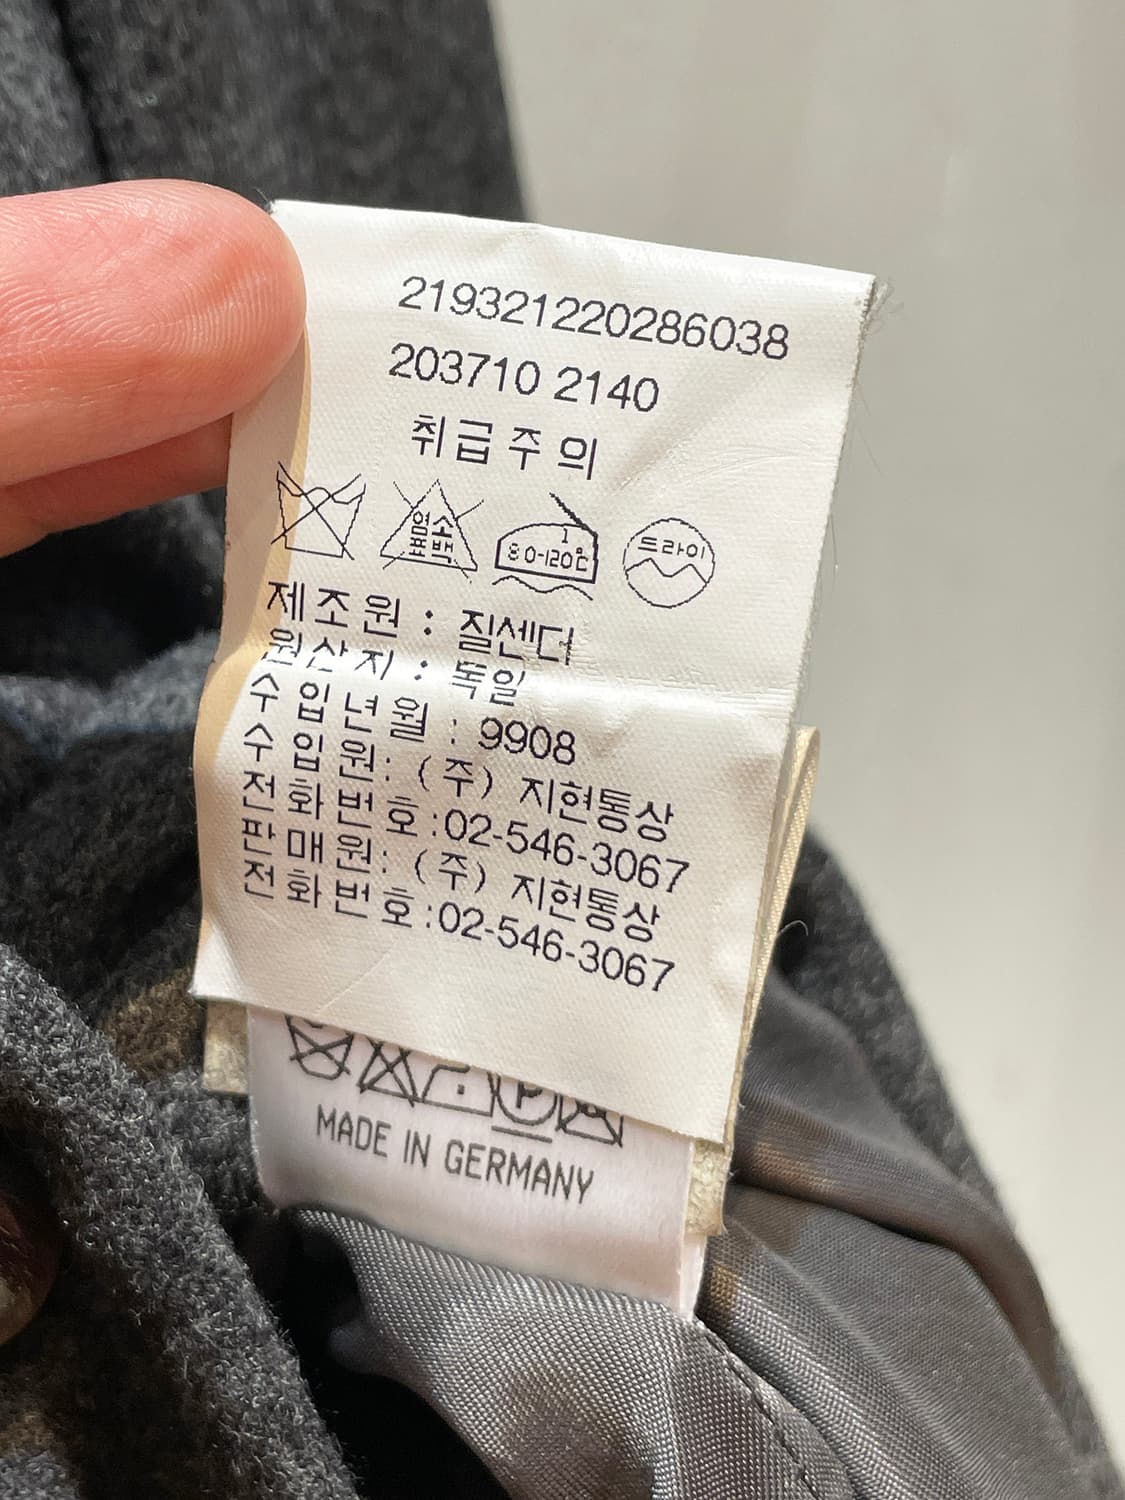 219321220286038
203710 2140
취급주의
염소
표백
1
80-120℃
드라이
제조원 : 질센더
원산지 : 독일
수입년월 : 9908
수입원: (주) 지현통상
전화번호:02-546-3067
판매원: (주) 지현통상
전화번호:02-546-3067
P
MADE IN GERMANY